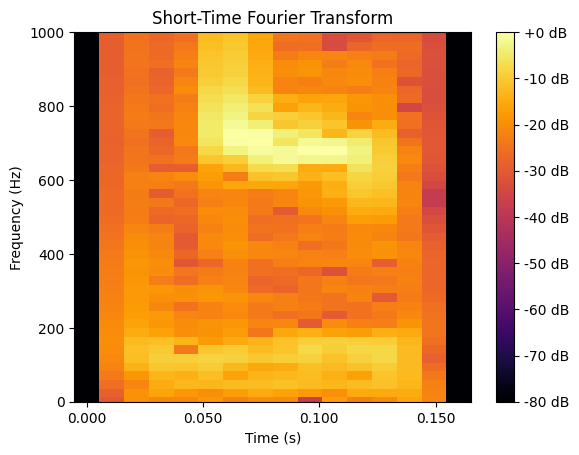 Short-Time Fourier Transform
1000
800
600
400
200
0
Frequency (Hz)
0.000
0.050
0.100
0.150
Time (s)
+0 dB
-10 dB
-20 dB
-30 dB
-40 dB
-50 dB
-60 dB
-70 dB
-80 dB